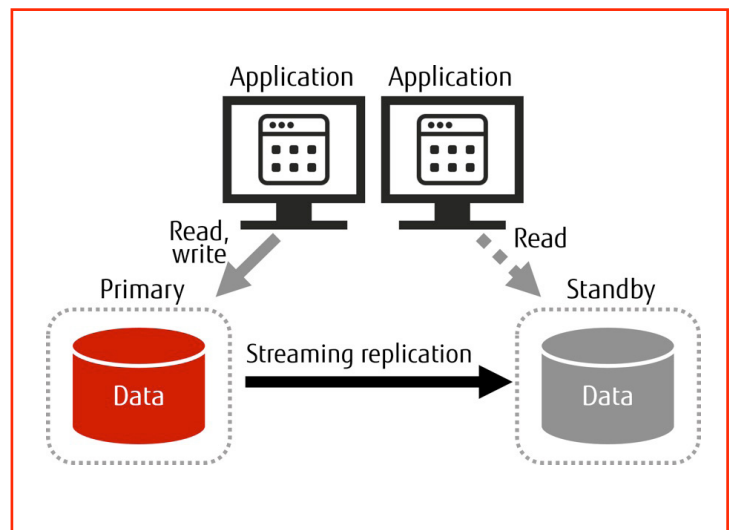 Application
Application
Read,
write
Read
Primary
Standby
Streaming replication
Data
Data